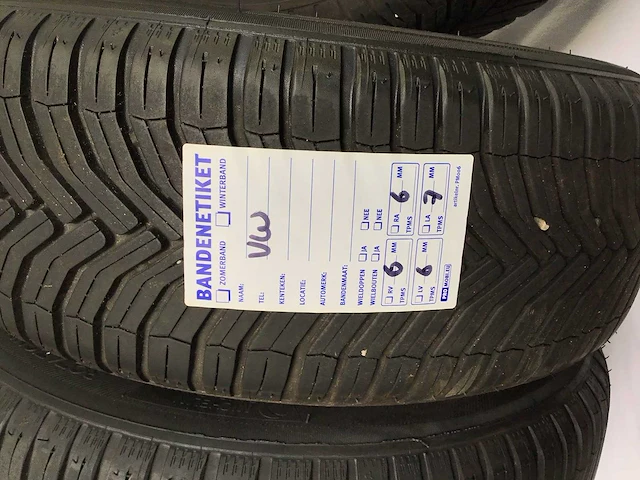 BANDENETIKET
ZOMERBAND WINTERBAND
NAAM: VW
TEL:
KENTEKEN:
LOCATIE:
AUTOMERK:
BANDENMAAT:
WIELDOPPEN JA NEE
WIELBOUTEN JA NEE
RV 6 MM RA 6 MM
TPMS TPMS
LV 6 MM LA 7 MM
TPMS TPMS
PROMOBILEN